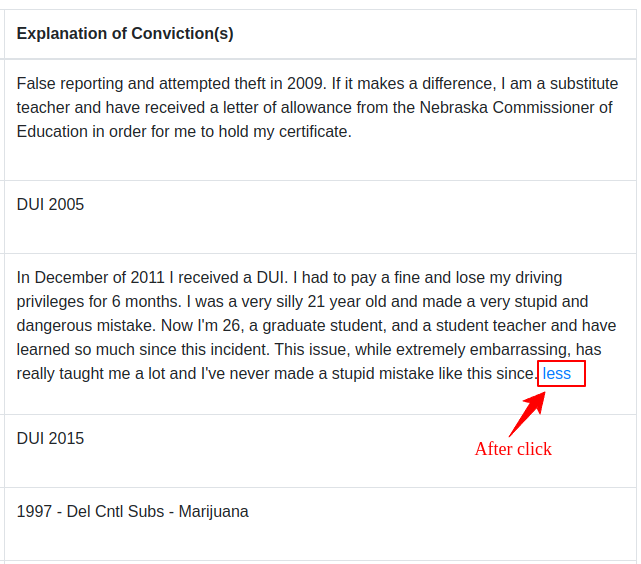 Explanation of Conviction(s)
False reporting and attempted theft in 2009. If it makes a difference, I am a substitute
teacher and have received a letter of allowance from the Nebraska Commissioner of
Education in order for me to hold my certificate.
DUI 2005
In December of 2011 I received a DUI. I had to pay a fine and lose my driving
privileges for 6 months. I was a very silly 21 year old and made a very stupid and
dangerous mistake. Now I'm 26, a graduate student, and a student teacher and have
learned so much since this incident. This issue, while extremely embarrassing, has
really taught me a lot and I've never made a stupid mistake like this since. less
DUI 2015
After click
1997 - Del Cntl Subs - Marijuana